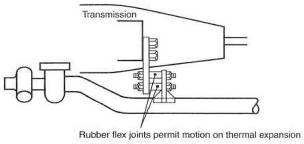 Transmission
Rubber flex joints permit motion on thermal expansion